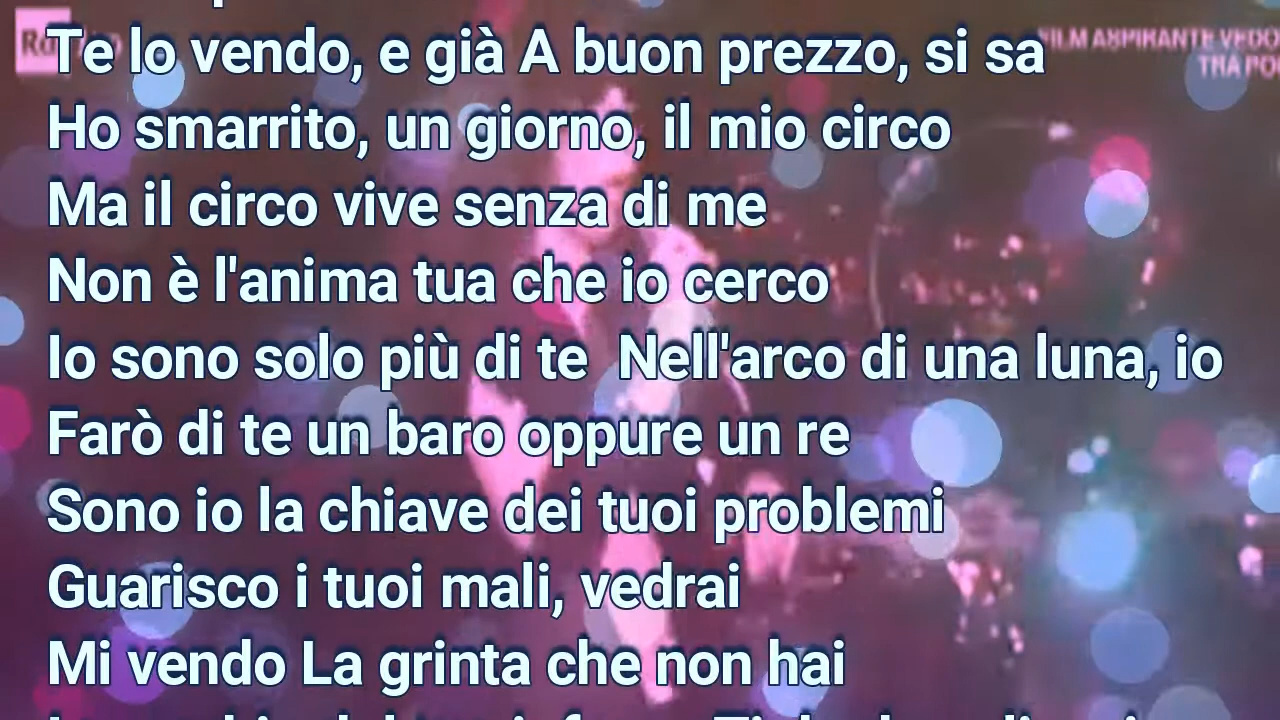 Te lo vendo, e già A buon prezzo, si sa
Ho smarrito, un giorno, il mio circo
Ma il circo vive senza di me
Non è l'anima tua che io cerco
Io sono solo più di te  Nell'arco di una luna, io
Farò di te un baro oppure un re
Sono io la chiave dei tuoi problemi
Guarisco i tuoi mali, vedrai
Mi vendo La grinta che non hai